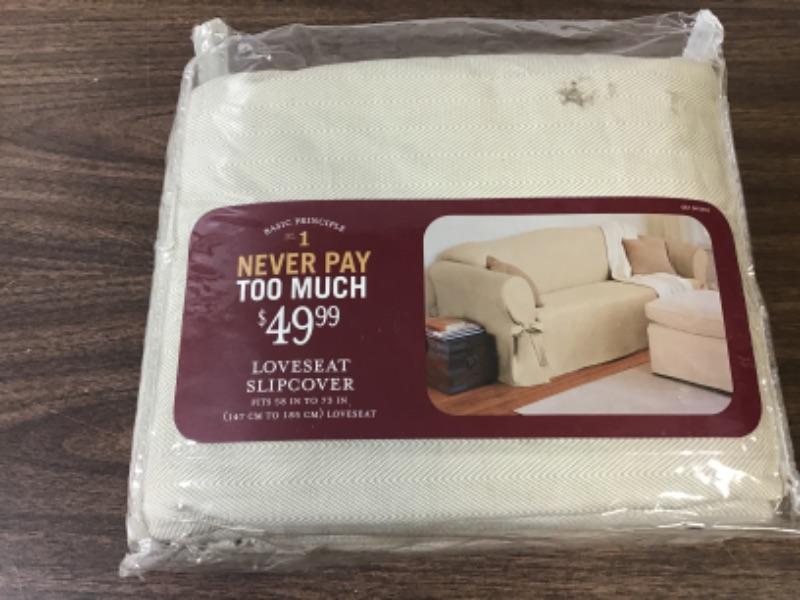 BASIC PRINCIPLE
1
NEVER PAY
TOO MUCH
$49.99
LOVESEAT
SLIPCOVER
FITS 58 IN TO 73 IN
(147 CM TO 185 CM) LOVESEAT